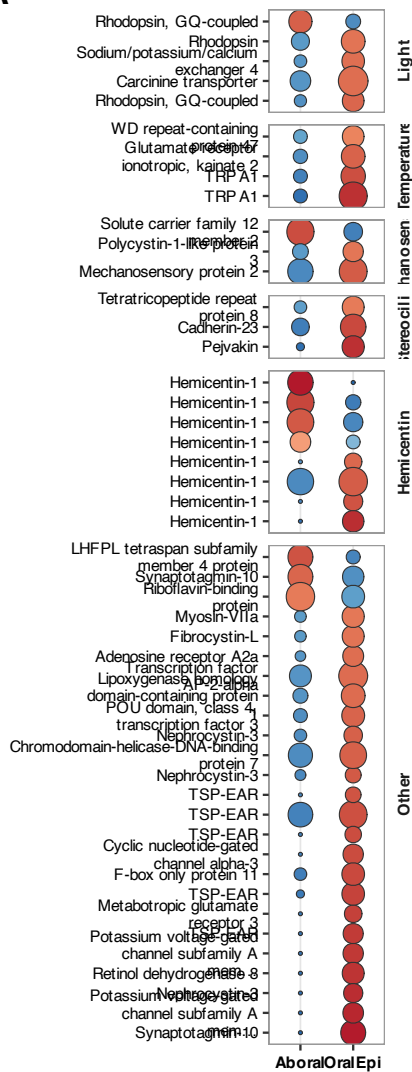 Rhodopsin, GQ-coupled
Rhodopsin
Sodium/potassium/calcium
exchanger 4
Carcinine transporter
Rhodopsin, GQ-coupled
Light
WD repeat-containing
protein 47
Glutamate receptor
ionotropic, kainate 2
TRPA1
TRPA1
Temperature
Solute carrier family 12
member 2
Polycystin-1-like protein
3
Mechanosensory protein 2
hanosen
Tetratricopeptide repeat
protein 8
Cadherin-23
Pejvakin
tereocili
Hemicentin-1
Hemicentin-1
Hemicentin-1
Hemicentin-1
Hemicentin-1
Hemicentin-1
Hemicentin-1
Hemicentin-1
Hemicentin
LHFPL tetraspan subfamily
member 4 protein
Synaptotagmin-10
Riboflavin-binding
protein
Myosin-VIIa
Fibrocystin-L
Adenosine receptor A2a
Transcription factor
AP-2-alpha
Lipoxygenase homology
domain-containing protein
1
POU domain, class 4,
transcription factor 3
Nephrocystin-3
Chromodomain-helicase-DNA-binding
protein 7
Nephrocystin-3
TSP-EAR
TSP-EAR
TSP-EAR
Cyclic nucleotide-gated
channel alpha-3
F-box only protein 11
TSP-EAR
Metabotropic glutamate
receptor 3
TSP-EAR
Potassium voltage-gated
channel subfamily A
mem...
Retinol dehydrogenase 8
Nephrocystin-3
Potassium voltage-gated
channel subfamily A
mem...
Synaptotagmin-10
Other
Aboral
OralEpi